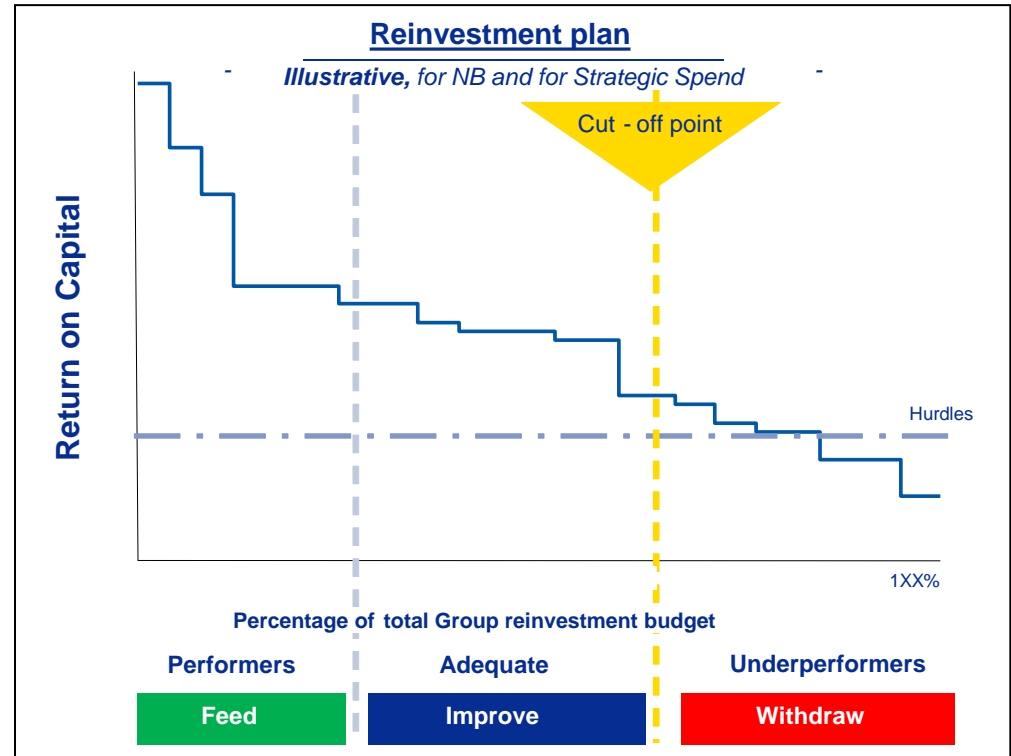 Reinvestment plan
- Illustrative, for NB and for Strategic Spend -
Cut - off point
Return on Capital
Hurdles
1XX%
Percentage of total Group reinvestment budget
Performers Adequate Underperformers
Feed Improve Withdraw